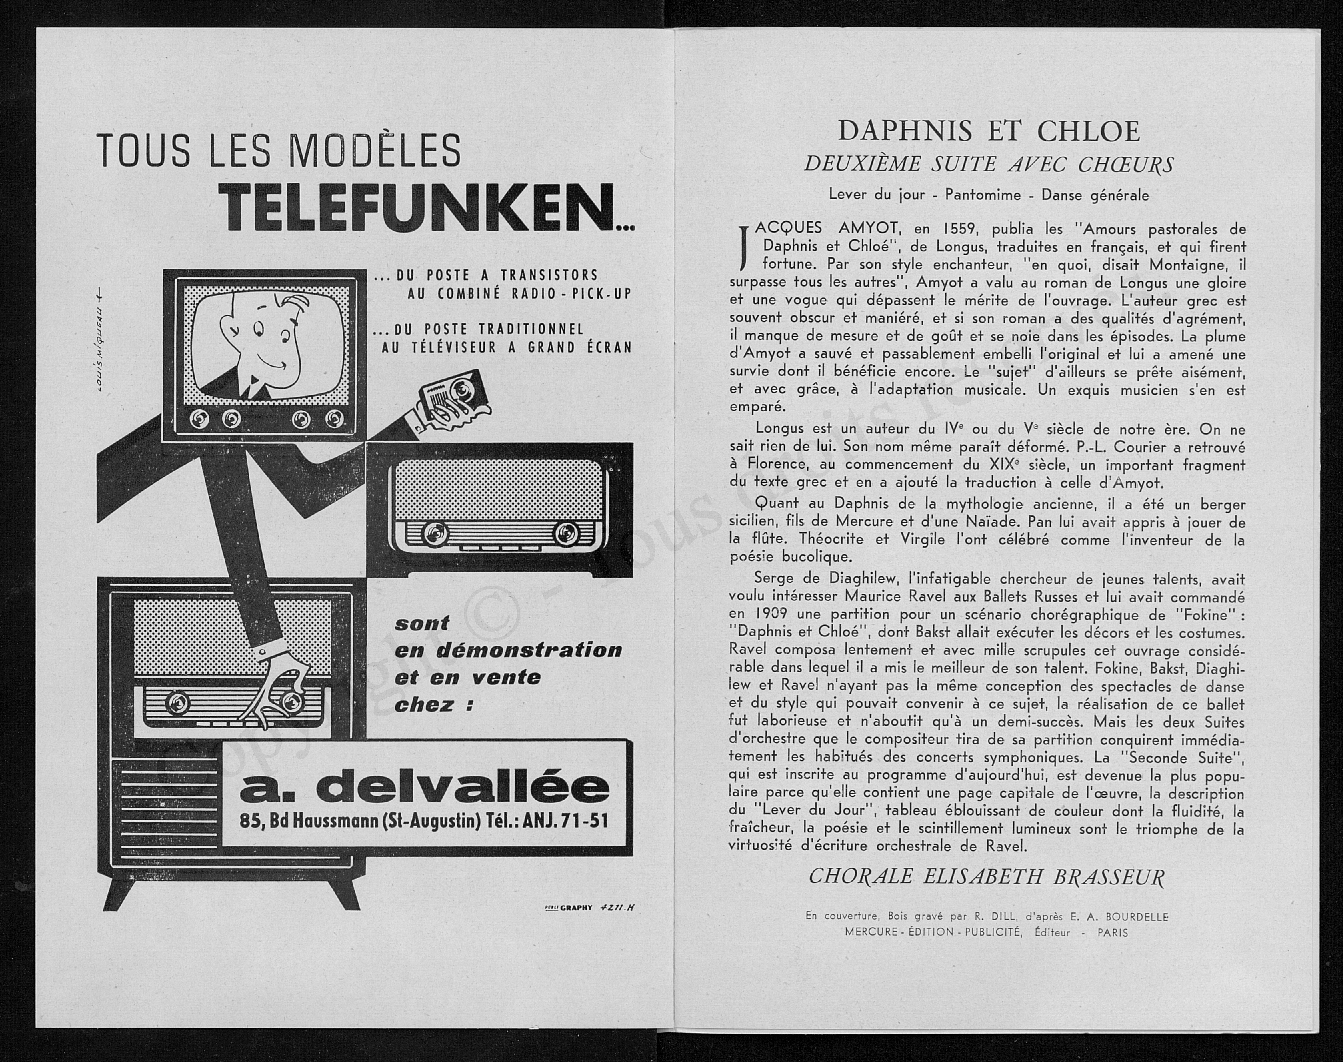 TOUS LES MODÈLES
TELEFUNKEN...
...DU POSTE A TRANSISTORS
AU COMBINÉ RADIO-PICK-UP
...DU POSTE TRADITIONNEL
AU TÉLÉVISEUR A GRAND ÉCRAN
LOUIS MIQUEAU
sont
en démonstration
et en vente
chez :
a. delvallée
85, Bd Haussmann (St-Augustin) Tél.: ANJ. 71-51
GRAPHY 4211.H
DAPHNIS ET CHLOE
DEUXIÈME SUITE AVEC CHŒURS
Lever du jour - Pantomime - Danse générale
JACQUES AMYOT, en 1559, publia les "Amours pastorales de
Daphnis et Chloé", de Longus, traduites en français, et qui firent
fortune. Par son style enchanteur, "en quoi, disait Montaigne, il
surpasse tous les autres", Amyot a valu au roman de Longus une gloire
et une vogue qui dépassent le mérite de l'ouvrage. L'auteur grec est
souvent obscur et maniéré, et si son roman a des qualités d'agrément,
il manque de mesure et de goût et se noie dans les épisodes. La plume
d'Amyot a sauvé et passablement embelli l'original et lui a amené une
survie dont il bénéficie encore. Le "sujet" d'ailleurs se prête aisément,
et avec grâce, à l'adaptation musicale. Un exquis musicien s'en est
emparé.
Longus est un auteur du IVe ou du Ve siècle de notre ère. On ne
sait rien de lui. Son nom même paraît déformé. P.-L. Courier a retrouvé
à Florence, au commencement du XIXe siècle, un important fragment
du texte grec et en a ajouté la traduction à celle d'Amyot.
Quant au Daphnis de la mythologie ancienne, il a été un berger
sicilien, fils de Mercure et d'une Naïade. Pan lui avait appris à jouer de
la flûte. Théocrite et Virgile l'ont célébré comme l'inventeur de la
poésie bucolique.
Serge de Diaghilew, l'infatigable chercheur de jeunes talents, avait
voulu intéresser Maurice Ravel aux Ballets Russes et lui avait commandé
en 1909 une partition pour un scénario chorégraphique de "Fokine" :
"Daphnis et Chloé", dont Bakst allait exécuter les décors et les costumes.
Ravel composa lentement et avec mille scrupules cet ouvrage considé-
rable dans lequel il a mis le meilleur de son talent. Fokine, Bakst, Diaghi-
lew et Ravel n'ayant pas la même conception des spectacles de danse
et du style qui pouvait convenir à ce sujet, la réalisation de ce ballet
fut laborieuse et n'aboutit qu'à un demi-succès. Mais les deux Suites
d'orchestre que le compositeur tira de sa partition conquirent immédia-
tement les habitués des concerts symphoniques. La "Seconde Suite",
qui est inscrite au programme d'aujourd'hui, est devenue la plus popu-
laire parce qu'elle contient une page capitale de l'œuvre, la description
du "Lever du Jour", tableau éblouissant de couleur dont la fluidité, la
fraîcheur, la poésie et le scintillement lumineux sont le triomphe de la
virtuosité d'écriture orchestrale de Ravel.
CHORALE ELISABETH BRASSEUR
En couverture, Bois gravé par R. DILL, d'après E. A. BOURDELLE
MERCURE - ÉDITION - PUBLICITÉ, Éditeur - PARIS
Copyright © - Tous droits